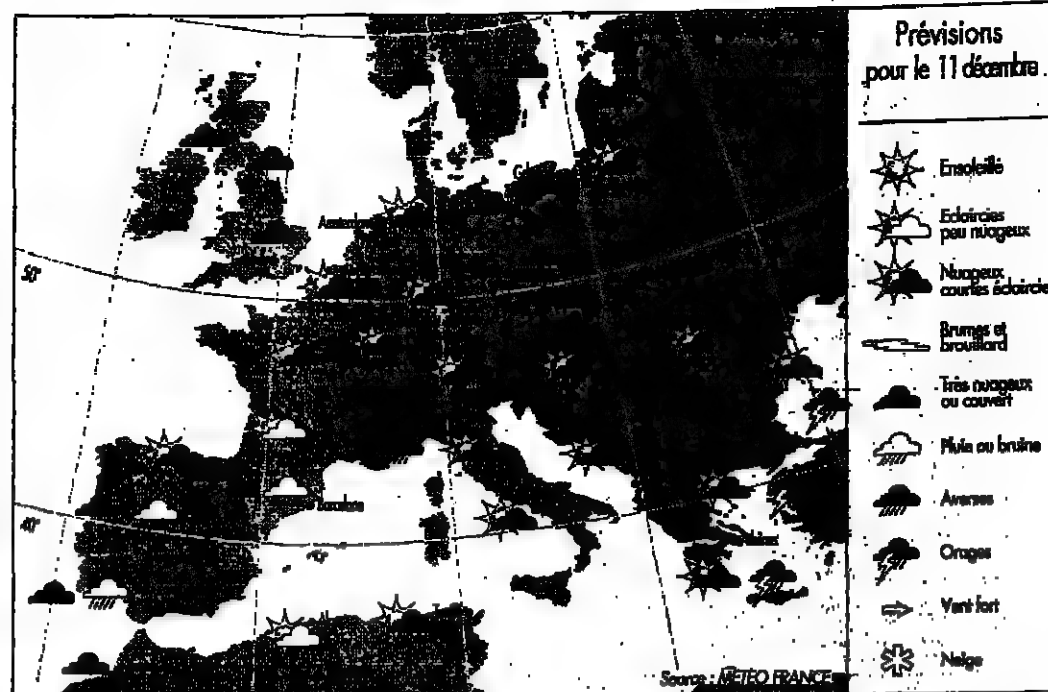 Prévisions
pour le 11 décembre
Ensoleillé
Eclaircies
peu nuageux
Nuageux
courtes éclaircies
Brumes et
brouillard
Très nuageux
ou couvert
Pluie ou bruine
Averses
Orages
Vent fort
Neige
50°
40°
Source : METEO FRANCE